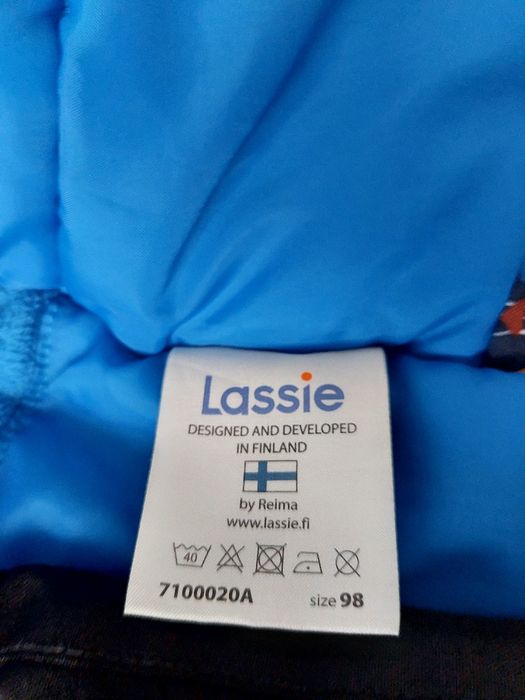 Lassie
DESIGNED AND DEVELOPED
IN FINLAND
by Reima
www.lassie.fi
40
7100020A size 98